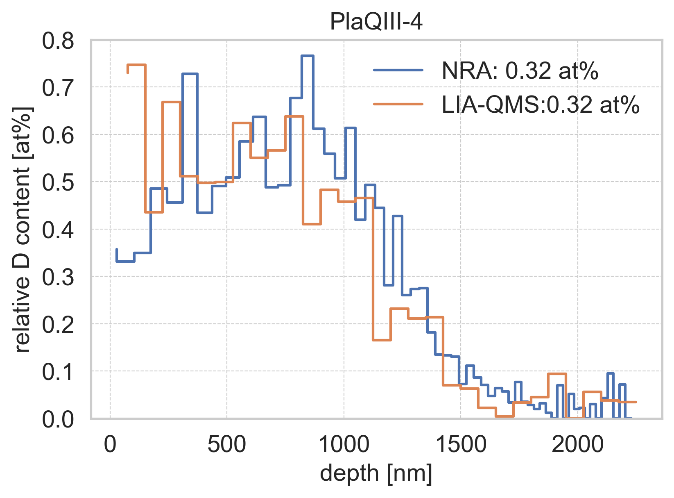 PlaQIII-4
relative D content [at%]
0.8
0.7
0.6
0.5
0.4
0.3
0.2
0.1
0.0
NRA: 0.32 at%
LIA-QMS:0.32 at%
0 500 1000 1500 2000
depth [nm]